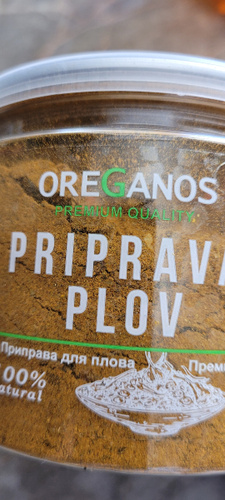 OREGANOS
PREMIUM QUALITY
PRIPRAVA
PLOV
Приправа для плова
100%
Natural